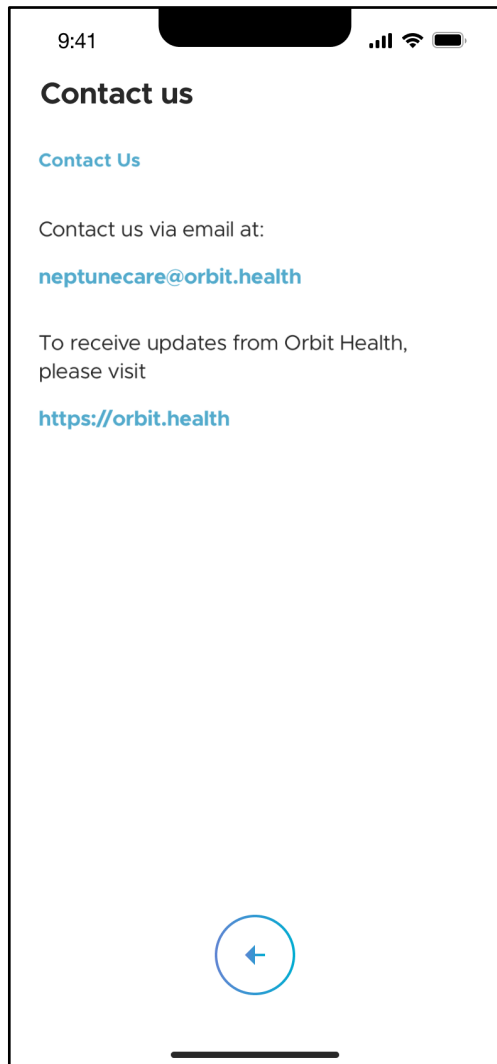 9:41
Contact us
Contact Us
Contact us via email at:
neptunecare@orbit.health
To receive updates from Orbit Health,
please visit
https://orbit.health